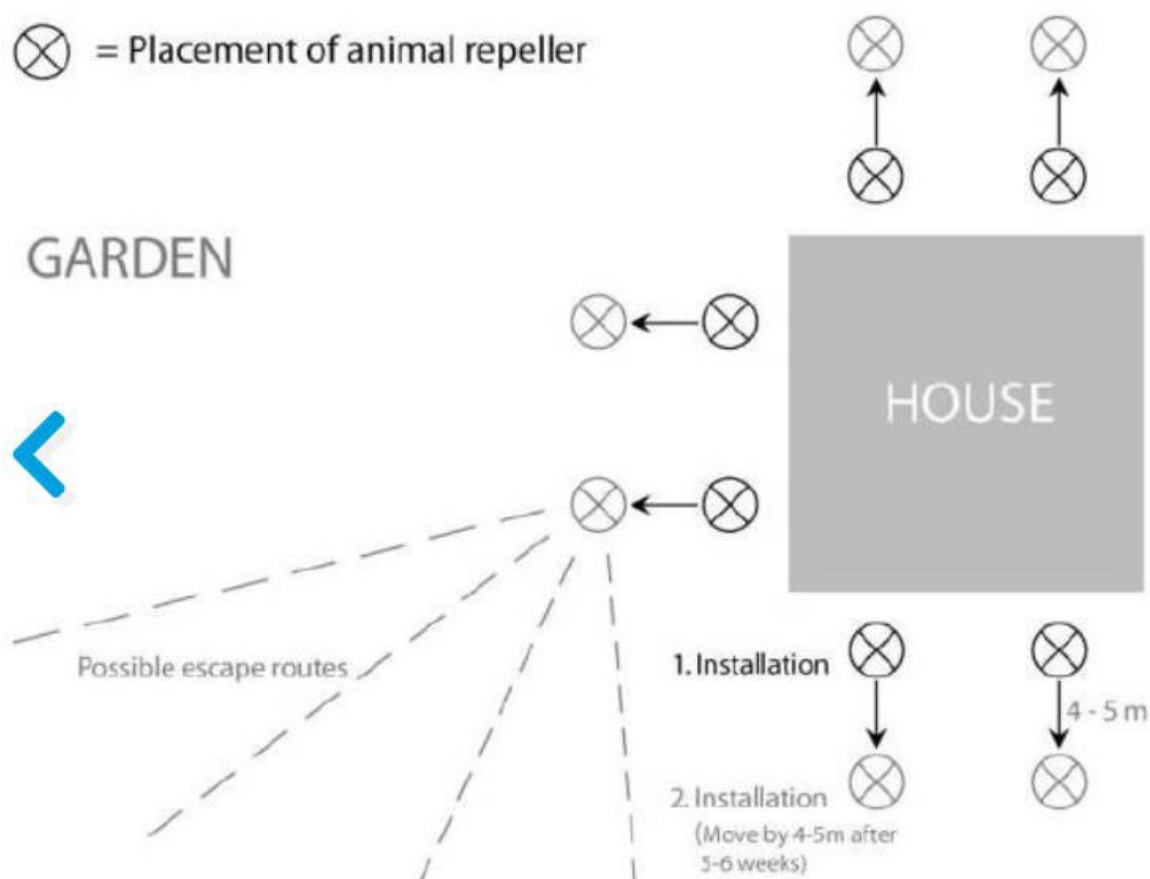 = Placement of animal repeller
GARDEN
HOUSE
Possible escape routes
1. Installation
4 - 5 m
2. Installation
(Move by 4-5m after
5-6 weeks)